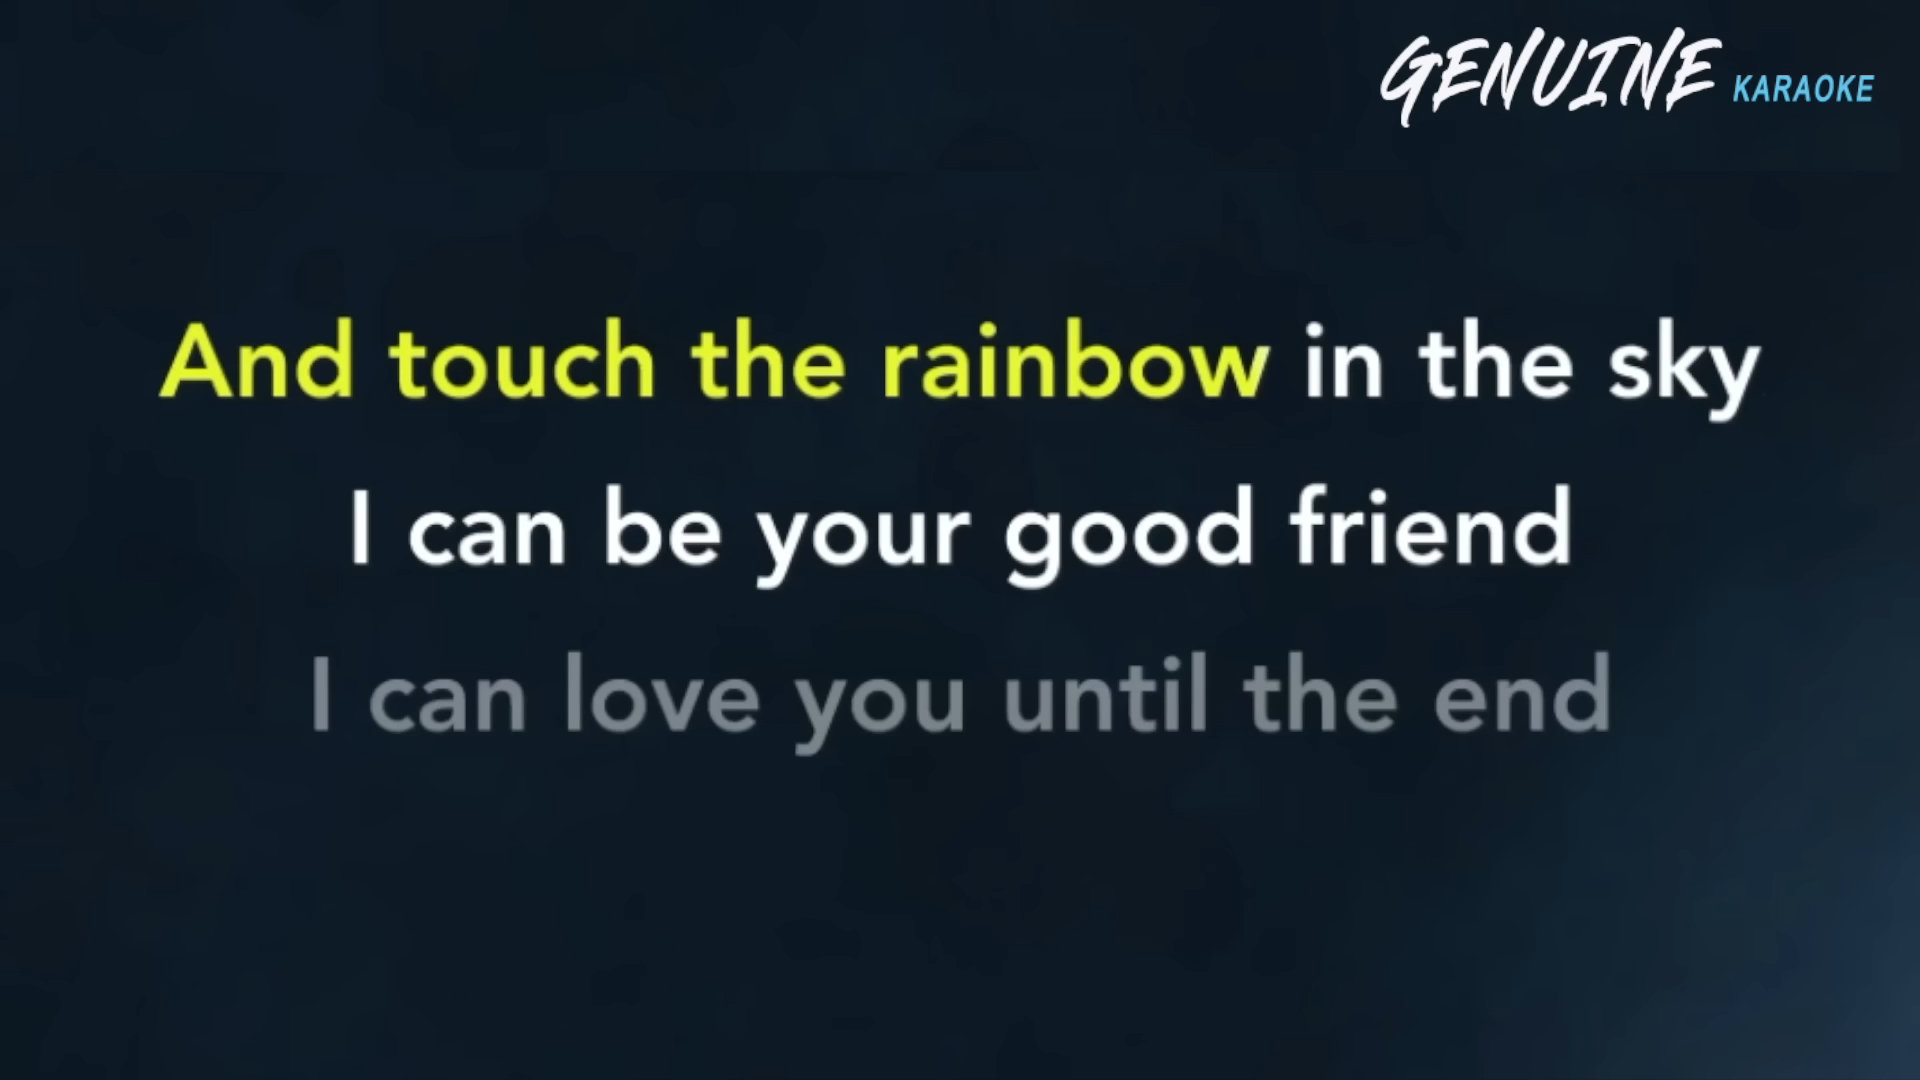 GENUINE KARAOKE
And touch the rainbow in the sky
I can be your good friend
I can love you until the end